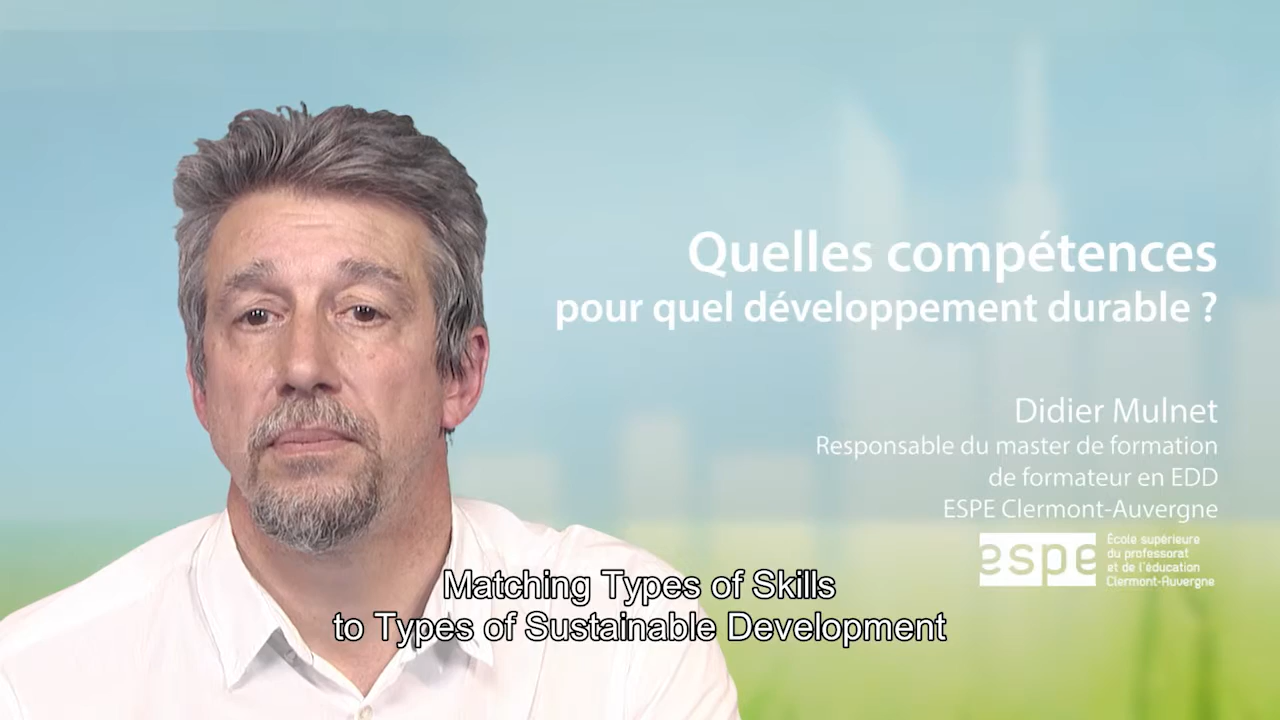 Quelles compétences
pour quel développement durable ?
Didier Mulnet
Responsable du master de formation
de formateur en EDD
ESPE Clermont-Auvergne
espe
École supérieure
du professorat
et de l'éducation
Clermont-Auvergne
Matching Types of Skills
to Types of Sustainable Development